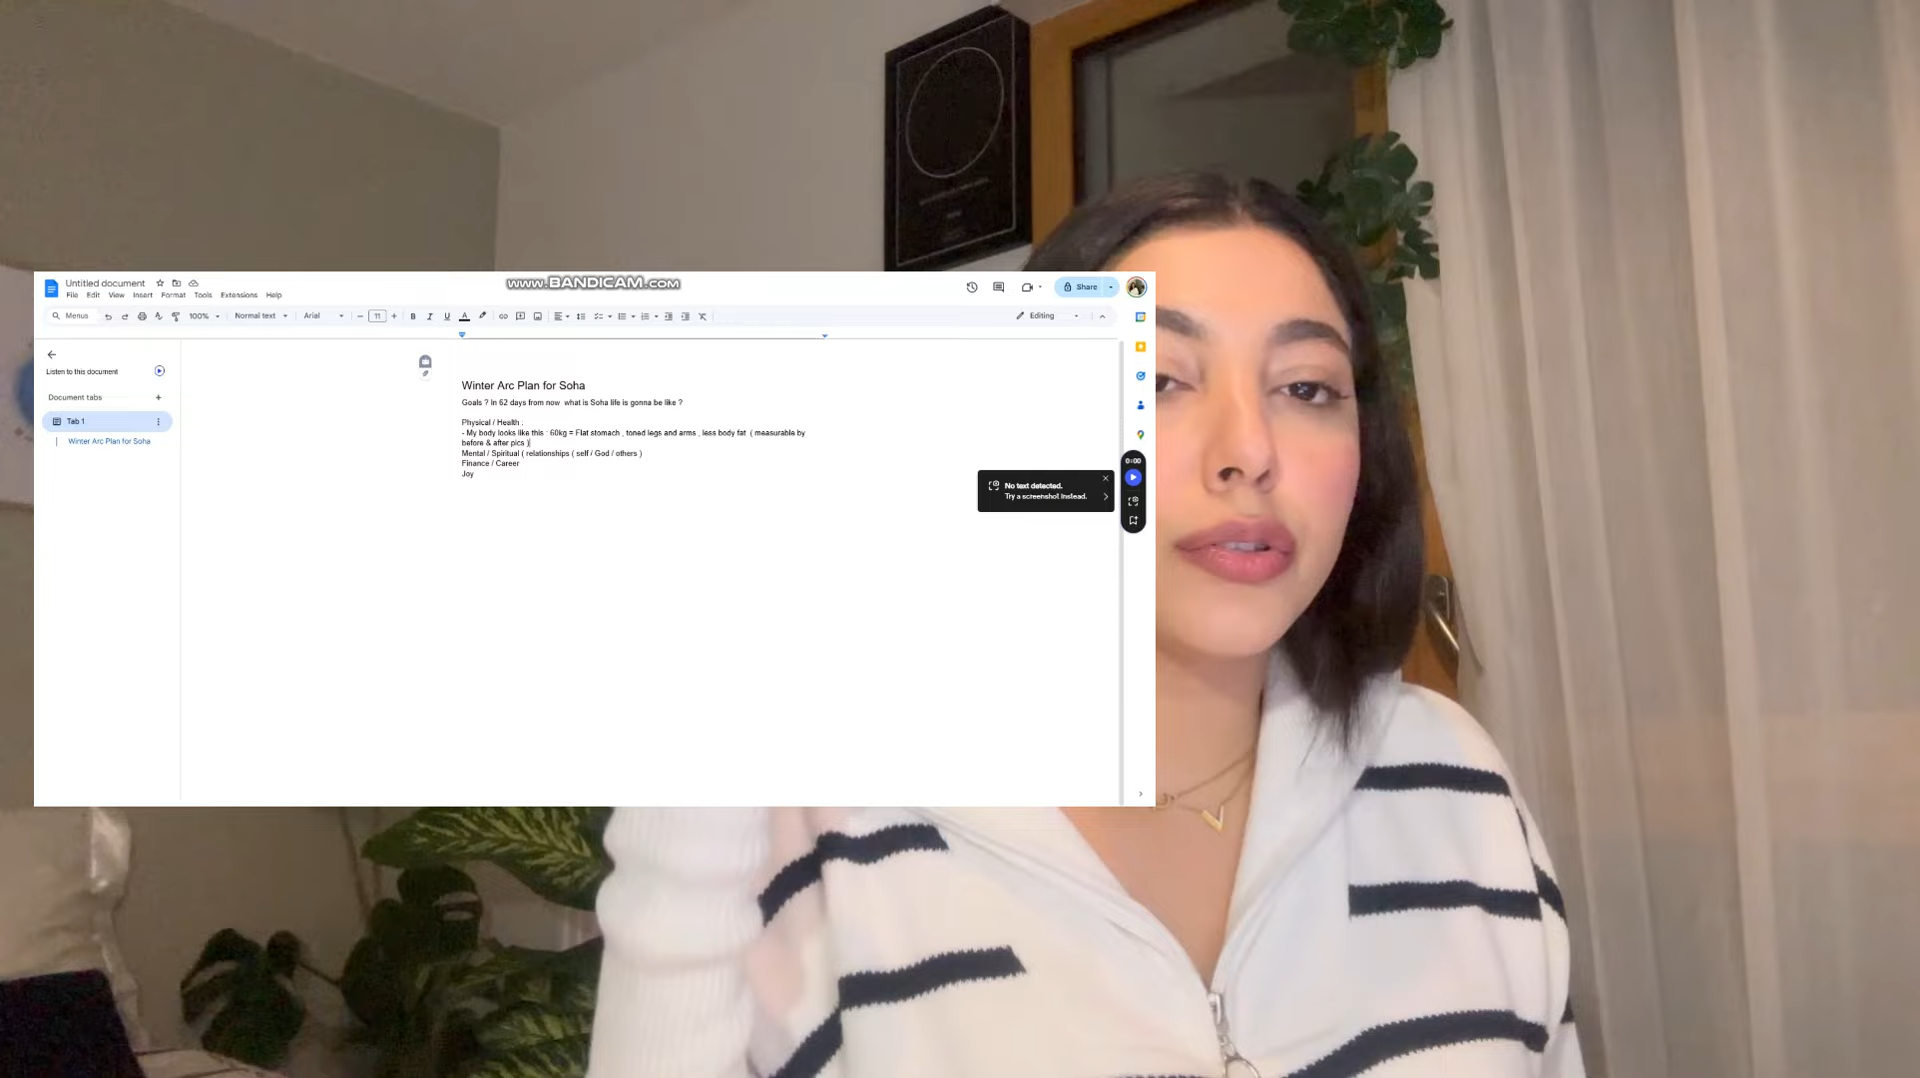 Untitled document
www.BANDICAM.com
File Edit View Insert Format Tools Extensions Help
Share
Menus
100%
Normal text
Arial
11
B I U A
Editing
Listen to this document
Document tabs
Tab 1
Winter Arc Plan for Soha
Winter Arc Plan for Soha
Goals ? In 62 days from now what is Soha life is gonna be like ?
Physical / Health :
- My body looks like this : 60kg = Flat stomach , toned legs and arms , less body fat ( measurable by
before & after pics )
Mental / Spiritual ( relationships ( self / God / others )
Finance / Career
Joy
0:00
No text detected.
Try a screenshot instead.